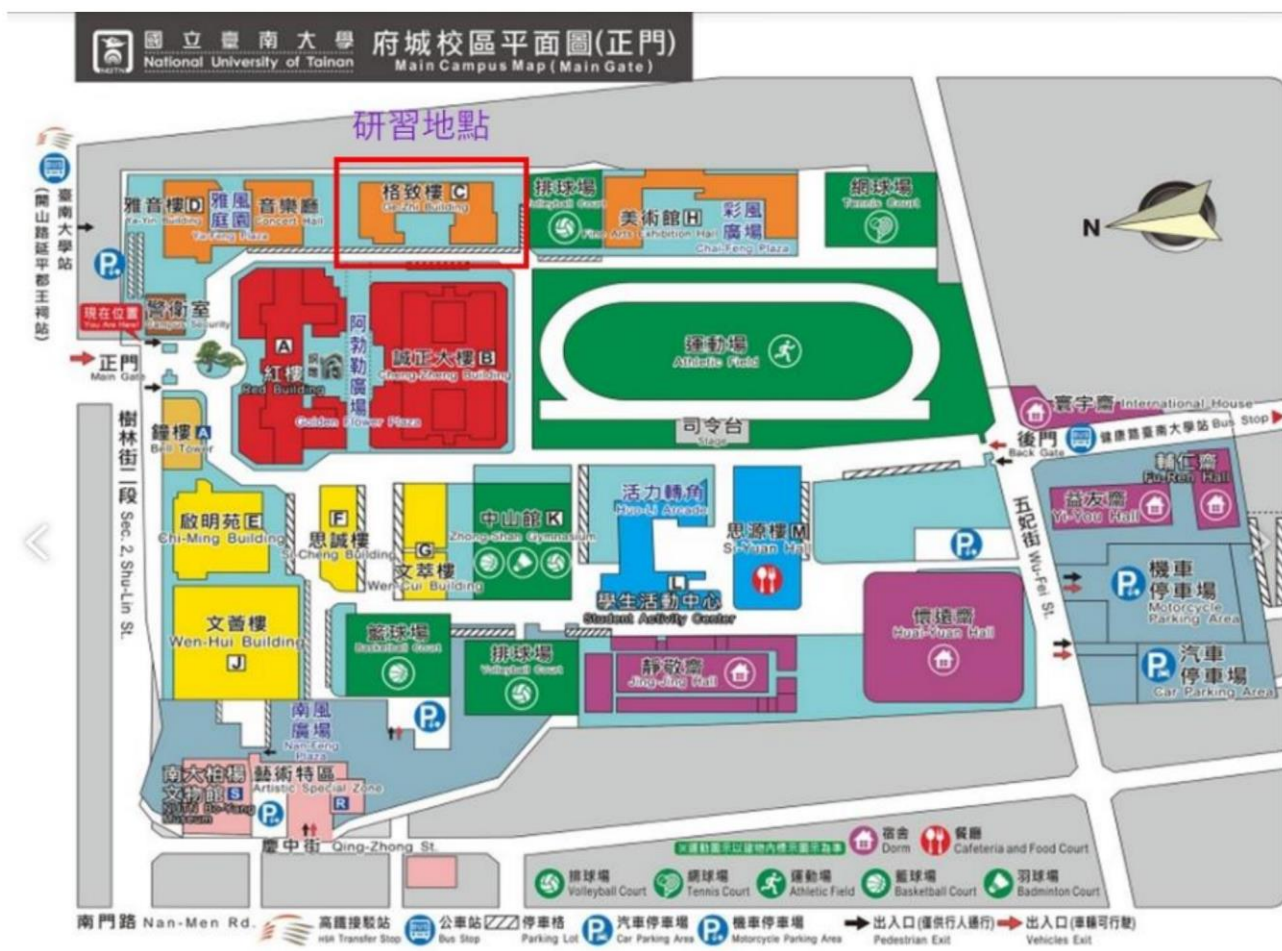 國立臺南大學 府城校區平面圖(正門)
National University of Tainan Main Campus Map (Main Gate)
NUTN
研習地點
臺南大學站
(開山路延平郡王祠站)
雅音樓 D
Ya-Yin Building
雅風
庭園
Ya-Feng Plaza
音樂廳
Concert Hall
格致樓 C
Ge-Zhi Building
排球場
Volleyball Court
美術館 H
Fine Arts Exhibition Hall
彩風
廣場
Chai-Feng Plaza
網球場
Tennis Court
N
警衛室
Campus Security
現在位置
You Are Here!
正門
Main Gate
A
紅樓
Red Building
阿勃勒廣場
Golden Flower Plaza
誠正大樓 B
Cheng-Zheng Building
運動場
Athletic Field
司令台
Stage
寰宇齋 International House
後門
Back Gate
健康路臺南大學站 Bus Stop
樹林街二段 Sec. 2, Shu-Lin St.
鐘樓 A
Bell Tower
啟明苑 E
Chi-Ming Building
F
思誠樓
Si-Cheng Building
G
文萃樓
Wen-Cui Building
中山館 K
Zhong-Shan Gymnasium
活力轉角
Huo-Li Arcade
思源樓 M
Si-Yuan Hall
L
學生活動中心
Student Activity Center
五妃街 Wu-Fei St.
益友齋
Yi-You Hall
輔仁齋
Fu-Ren Hall
機車
停車場
Motorcycle
Parking Area
汽車
停車場
Car Parking Area
文薈樓
Wen-Hui Building
J
籃球場
Basketball Court
排球場
Volleyball Court
靜敬齋
Jing-Jing Hall
懷遠齋
Huai-Yuan Hall
南風
廣場
Nan-Feng
Plaza
南大柏楊
文物館 S
NUTN Bo-Yang
Museum
藝術特區
Artistic Special Zone
R
慶中街 Qing-Zhong St.
※運動圖示以建物內標示圖示為準
宿舍
Dorm
餐廳
Cafeteria and Food Court
排球場
Volleyball Court
網球場
Tennis Court
運動場
Athletic Field
籃球場
Basketball Court
羽球場
Badminton Court
南門路 Nan-Men Rd.
高鐵接駁站
HSR Transfer Stop
公車站
Bus Stop
停車格
Parking Lot
汽車停車場
Car Parking Area
機車停車場
Motorcycle Parking Area
出入口(僅供行人通行)
Pedestrian Exit
出入口(車輛可行駛)
Vehicles Exit